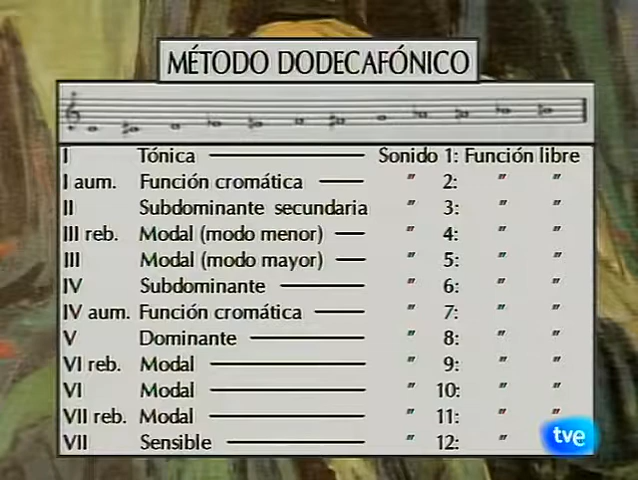 MÉTODO DODECAFÓNICO
I Tónica Sonido 1: Función libre
I aum. Función cromática " 2: " "
II Subdominante secundaria " 3: " "
III reb. Modal (modo menor) " 4: " "
III Modal (modo mayor) " 5: " "
IV Subdominante " 6: " "
IV aum. Función cromática " 7: " "
V Dominante " 8: " "
VI reb. Modal " 9: " "
VI Modal " 10: " "
VII reb. Modal " 11: " "
VII Sensible " 12: "
tve